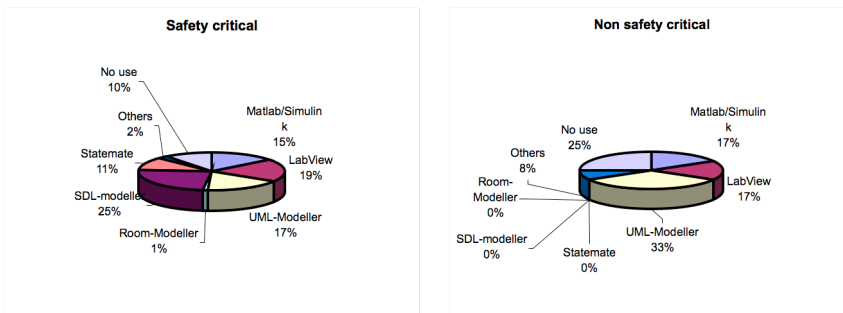 Safety critical
No use
10%
Others
2%
Statemate
11%
SDL-modeller
25%
Room-Modeller
1%
Matlab/Simulin
k
15%
LabView
19%
UML-Modeller
17%
Non safety critical
No use
25%
Others
8%
Room-
Modeller
0%
SDL-modeller
0%
Statemate
0%
Matlab/Simulin
k
17%
LabView
17%
UML-Modeller
33%